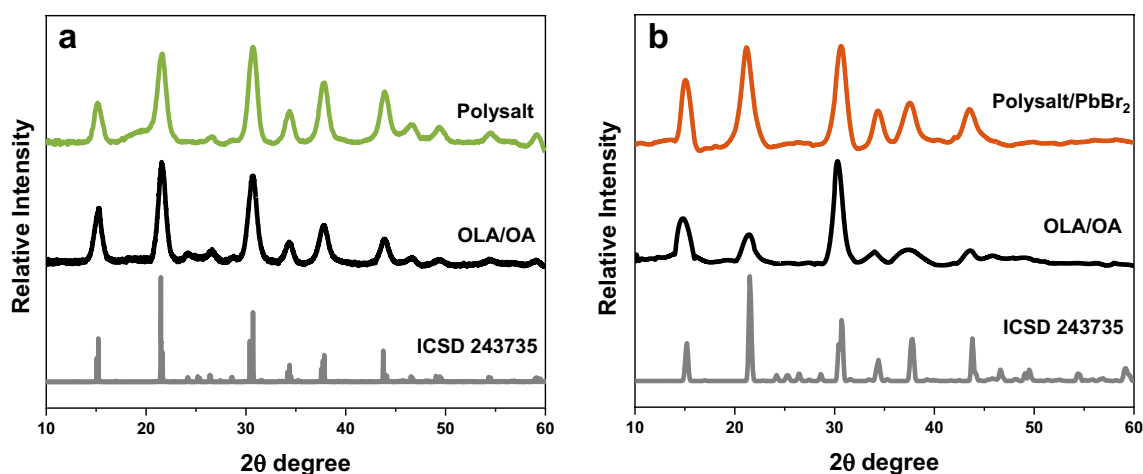 a
Polysalt
OLA/OA
ICSD 243735
Relative Intensity
10 20 30 40 50 60
2θ degree
b
Polysalt/PbBr₂
OLA/OA
ICSD 243735
Relative Intensity
10 20 30 40 50 60
2θ degree